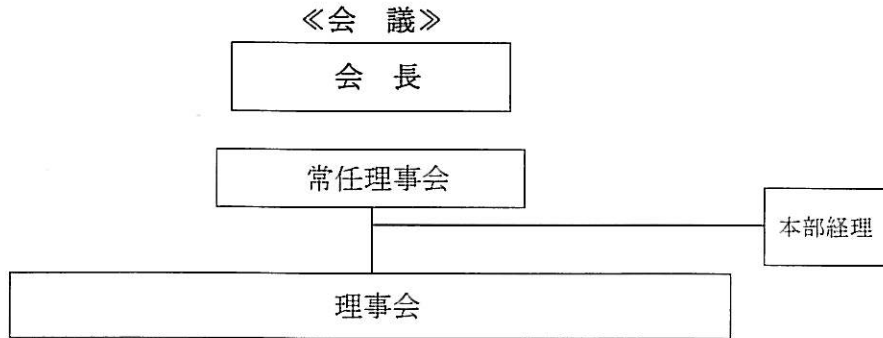 ≪会　議≫
会　長
常任理事会
本部経理
理事会